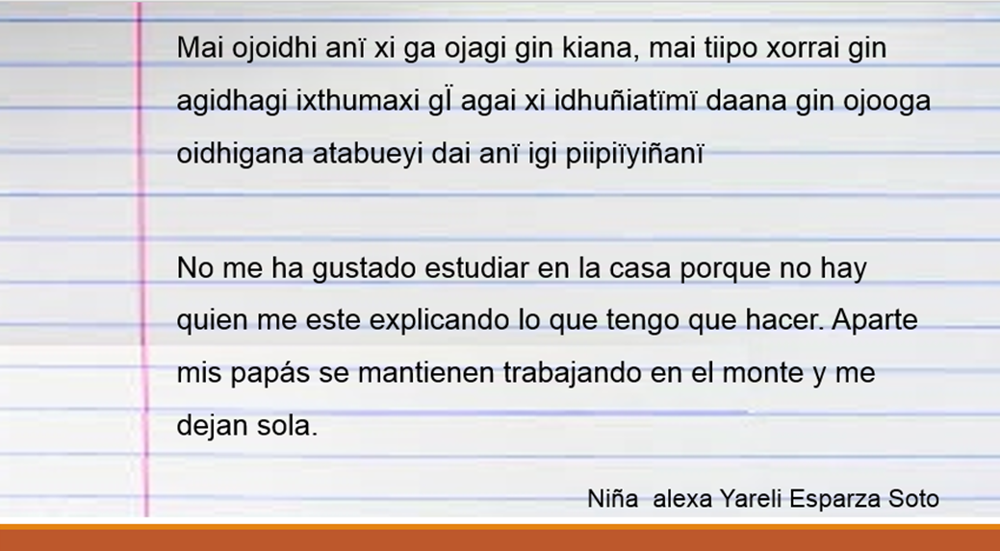 Mai ojoidhi anï xi ga ojagi gin kiana, mai tiipo xorrai gin
agidhagi ixthumaxi gÏ agai xi idhuñiatïmï daana gin ojooga
oidhigana atabueyi dai anï igi piipiïyiñanï
No me ha gustado estudiar en la casa porque no hay
quien me este explicando lo que tengo que hacer. Aparte
mis papás se mantienen trabajando en el monte y me
dejan sola.
Niña  alexa Yareli Esparza Soto